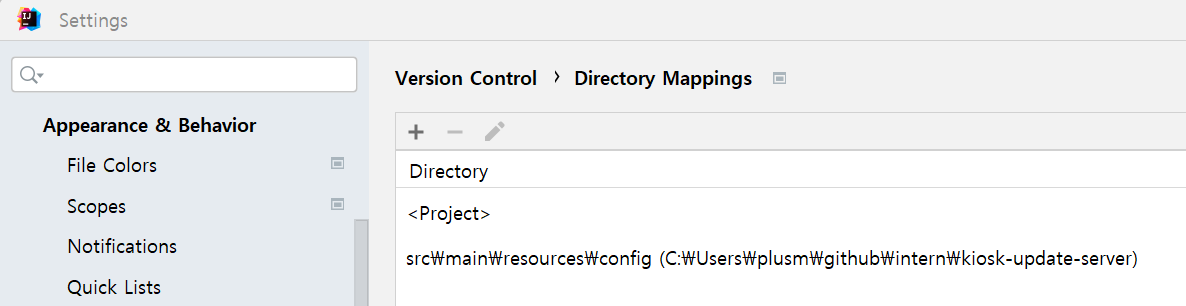 Settings
Version Control › Directory Mappings
Appearance & Behavior
File Colors
Scopes
Notifications
Quick Lists
Directory
<Project>
src₩main₩resources₩config (C:₩Users₩plusm₩github₩intern₩kiosk-update-server)